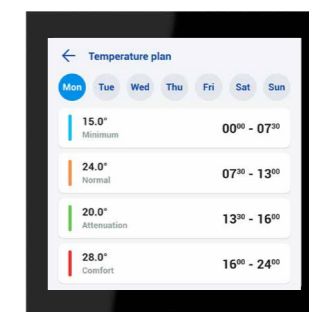 Temperature plan
Mon Tue Wed Thu Fri Sat Sun
15.0°
Minimum
00⁰⁰ - 07³⁰
24.0°
Normal
07³⁰ - 13⁰⁰
20.0°
Attenuation
13³⁰ - 16⁰⁰
28.0°
Comfort
16⁰⁰ - 24⁰⁰